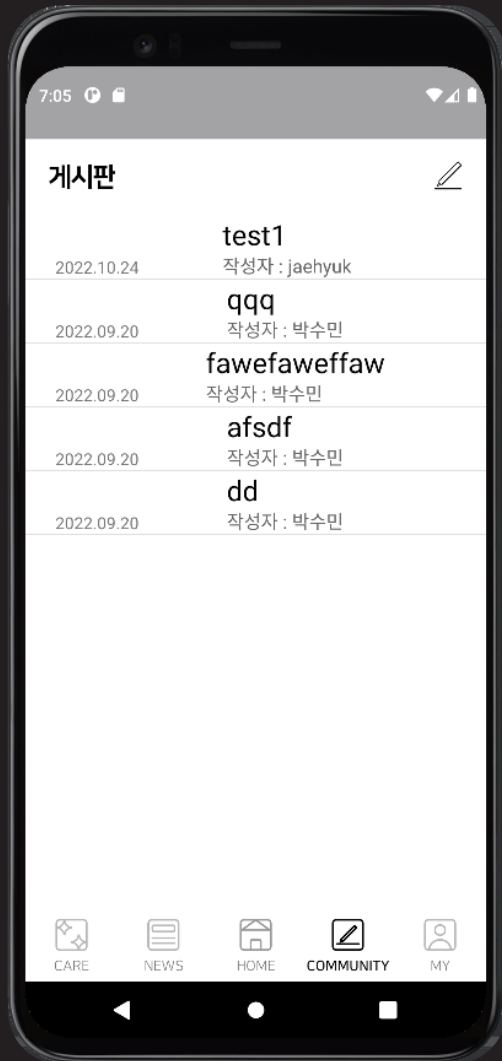 7:05
게시판
test1
2022.10.24 작성자 : jaehyuk
qqq
2022.09.20 작성자 : 박수민
fawefaweffaw
2022.09.20 작성자 : 박수민
afsdf
2022.09.20 작성자 : 박수민
dd
2022.09.20 작성자 : 박수민
CARE NEWS HOME COMMUNITY MY